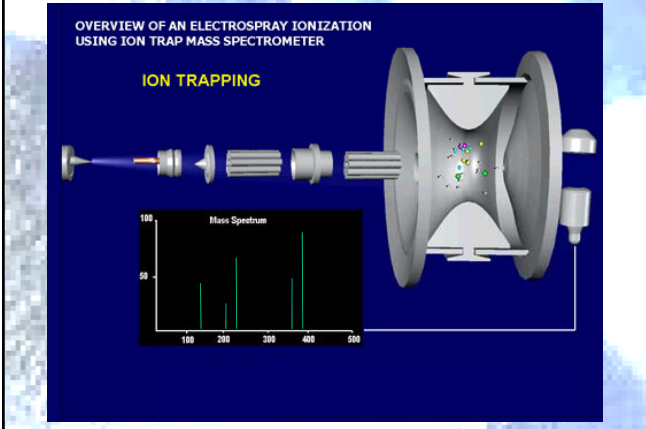 OVERVIEW OF AN ELECTROSPRAY IONIZATION
USING ION TRAP MASS SPECTROMETER
ION TRAPPING
Mass Spectrum
100
50
100 200 300 400 500